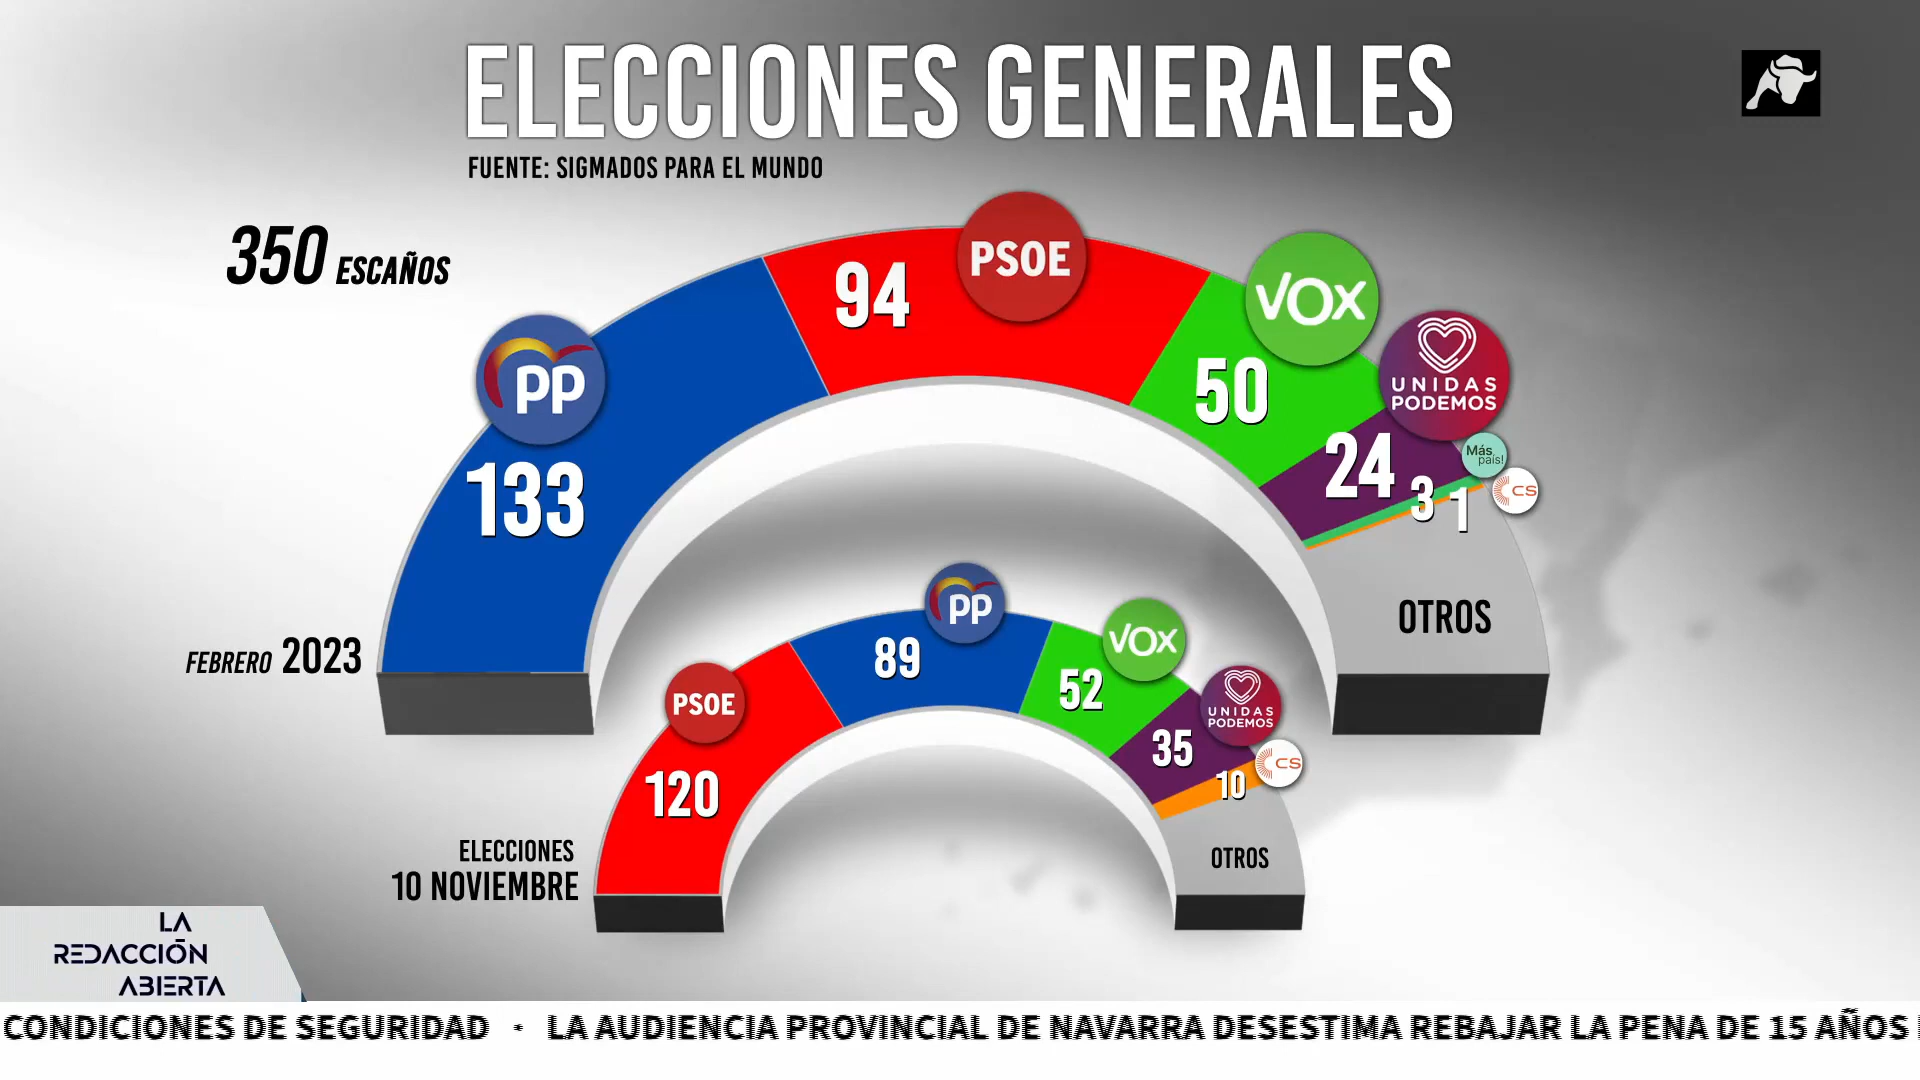 ELECCIONES GENERALES
FUENTE: SIGMADOS PARA EL MUNDO
350 ESCAÑOS
PP
133
94
PSOE
VOX
50
UNIDAS
PODEMOS
24
Más
país!
3
1
CS
OTROS
FEBRERO 2023
PSOE
120
89
PP
VOX
52
UNIDAS
PODEMOS
35
10
CS
OTROS
ELECCIONES
10 NOVIEMBRE
LA
REDACCIÓN
ABIERTA
CONDICIONES DE SEGURIDAD · LA AUDIENCIA PROVINCIAL DE NAVARRA DESESTIMA REBAJAR LA PENA DE 15 AÑOS